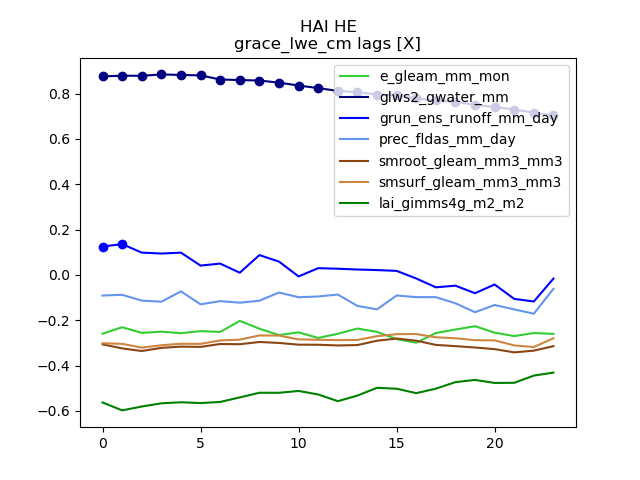 HAI HE
grace_lwe_cm lags [X]
e_gleam_mm_mon
glws2_gwater_mm
grun_ens_runoff_mm_day
prec_fldas_mm_day
smroot_gleam_mm3_mm3
smsurf_gleam_mm3_mm3
lai_gimms4g_m2_m2
0.8
0.6
0.4
0.2
0.0
−0.2
−0.4
−0.6
0 5 10 15 20